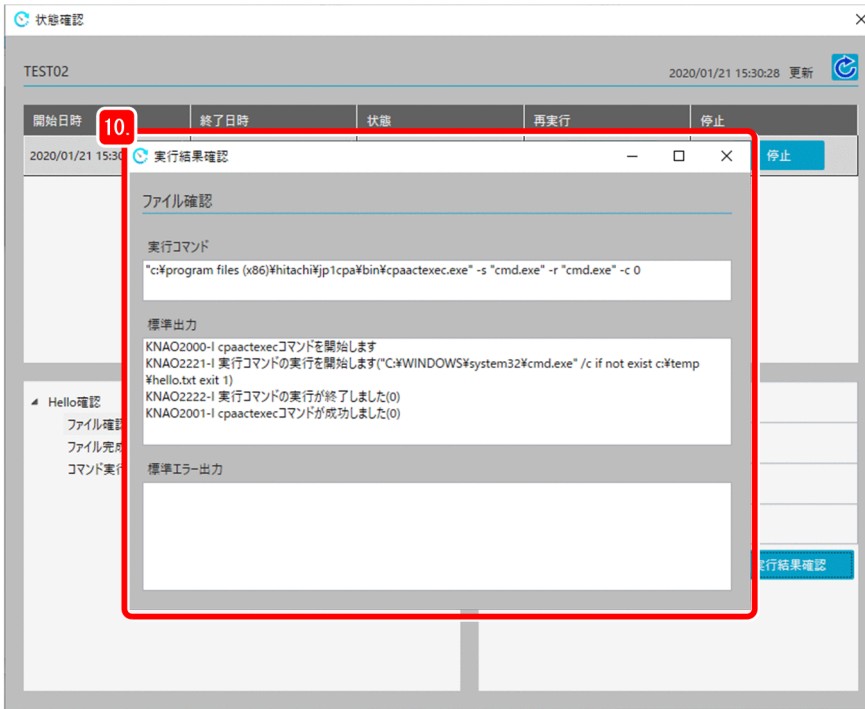 状態確認
TEST02
2020/01/21 15:30:28 更新
開始日時 終了日時 状態 再実行 停止
10.
2020/01/21 15:30 停止
実行結果確認
ファイル確認
実行コマンド
"c:¥program files (x86)¥hitachi¥jp1cpa¥bin¥cpaactexec.exe" -s "cmd.exe" -r "cmd.exe" -c 0
標準出力
KNAO2000-I cpaactexecコマンドを開始します
KNAO2221-I 実行コマンドの実行を開始します("C:¥WINDOWS¥system32¥cmd.exe" /c if not exist c:¥temp
¥hello.txt exit 1)
KNAO2222-I 実行コマンドの実行が終了しました(0)
KNAO2001-I cpaactexecコマンドが成功しました(0)
標準エラー出力
Hello確認
ファイル確認
ファイル完
コマンド実行
実行結果確認